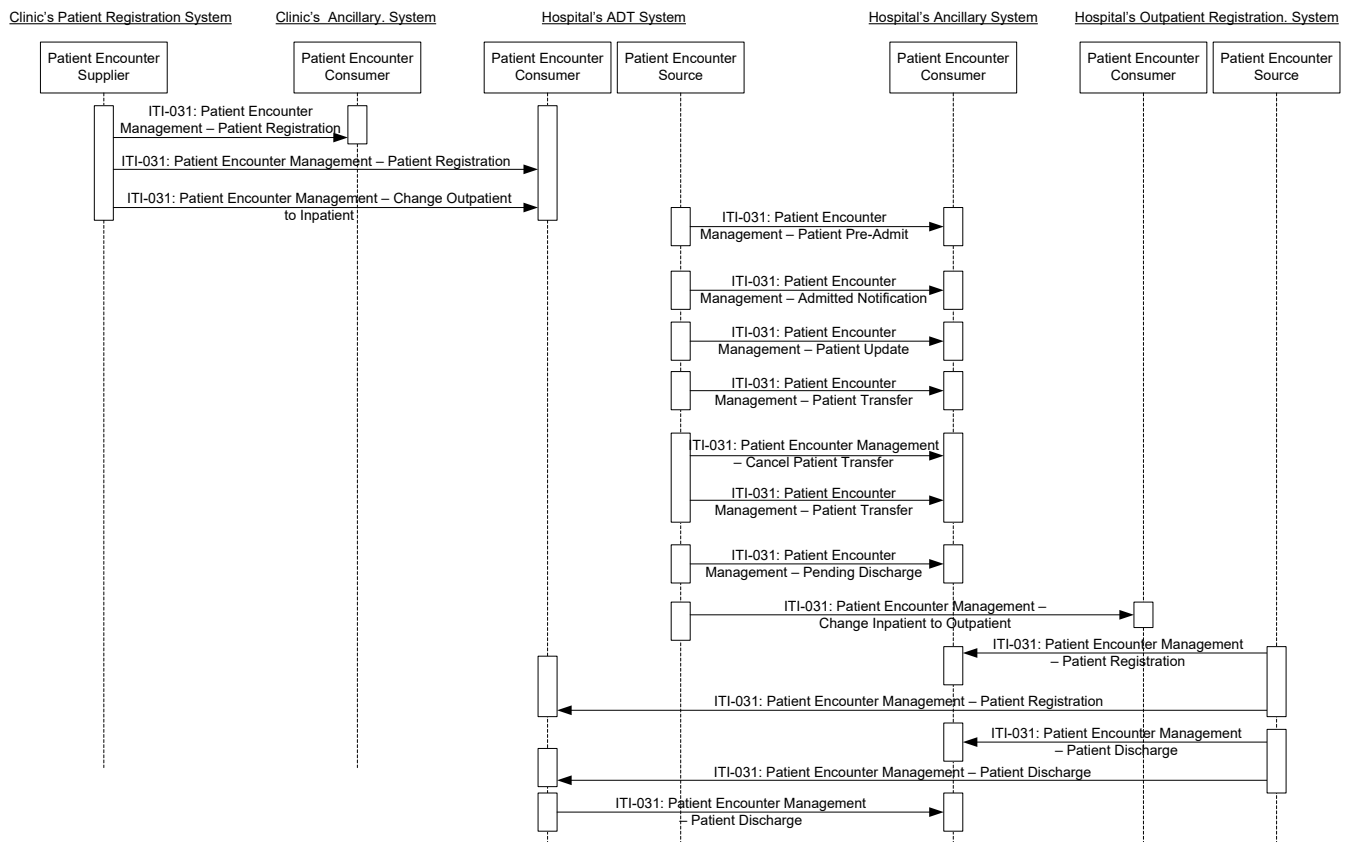 Clinic's Patient Registration System
Clinic's Ancillary. System
Hospital's ADT System
Hospital's Ancillary System
Hospital's Outpatient Registration. System
Patient Encounter
Supplier
Patient Encounter
Consumer
Patient Encounter
Consumer
Patient Encounter
Source
Patient Encounter
Consumer
Patient Encounter
Consumer
Patient Encounter
Source
ITI-031: Patient Encounter
Management – Patient Registration
ITI-031: Patient Encounter Management – Patient Registration
ITI-031: Patient Encounter Management – Change Outpatient
to Inpatient
ITI-031: Patient Encounter
Management – Patient Pre-Admit
ITI-031: Patient Encounter
Management – Admitted Notification
ITI-031: Patient Encounter
Management – Patient Update
ITI-031: Patient Encounter
Management – Patient Transfer
ITI-031: Patient Encounter Management
– Cancel Patient Transfer
ITI-031: Patient Encounter
Management – Patient Transfer
ITI-031: Patient Encounter
Management – Pending Discharge
ITI-031: Patient Encounter Management –
Change Inpatient to Outpatient
ITI-031: Patient Encounter Management
– Patient Registration
ITI-031: Patient Encounter Management – Patient Registration
ITI-031: Patient Encounter Management
– Patient Discharge
ITI-031: Patient Encounter Management – Patient Discharge
ITI-031: Patient Encounter Management
– Patient Discharge